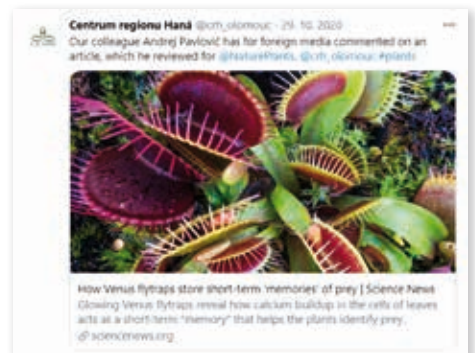 Centrum regionu Haná @crh_olomouc · 29. 10. 2020
Our colleague Andrej Pavlovič has for foreign media commented on an
article, which he reviewed for @NaturePlants. @crh_olomouc #plants
How Venus flytraps store short-term 'memories' of prey | Science News
Glowing Venus flytraps reveal how calcium buildup in the cells of leaves
acts as a short-term "memory" that helps the plants identify prey.
sciencenews.org